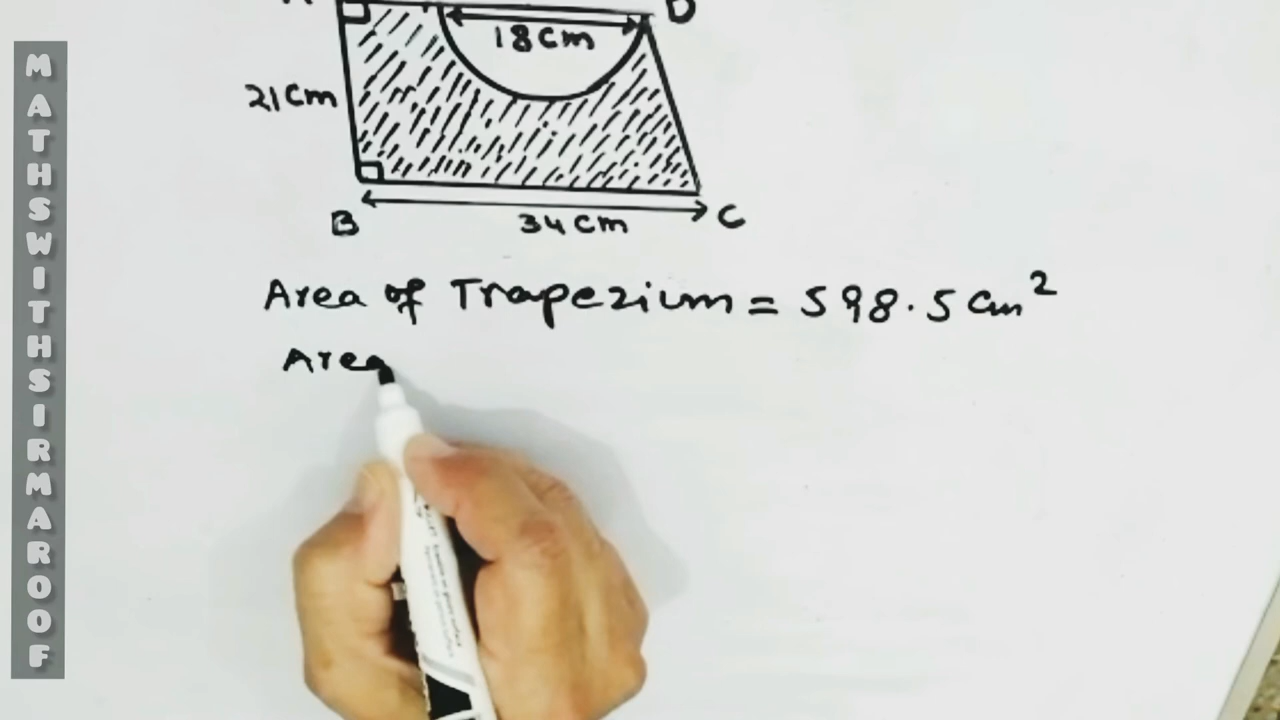 D
18cm
21cm
B
34cm
C
Area of Trapezium = 598.5 cm²
Area
MATHSWITHSIRMAROOF